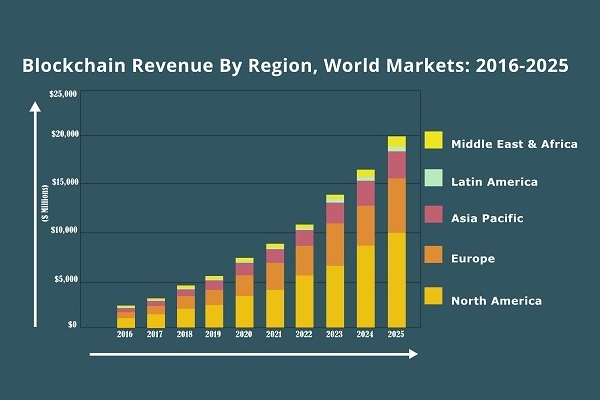 Blockchain Revenue By Region, World Markets: 2016-2025
$25,000
$20,000
$15,000
$10,000
$5,000
$0
($ Millions)
2016 2017 2018 2019 2020 2021 2022 2023 2024 2025
Middle East & Africa
Latin America
Asia Pacific
Europe
North America